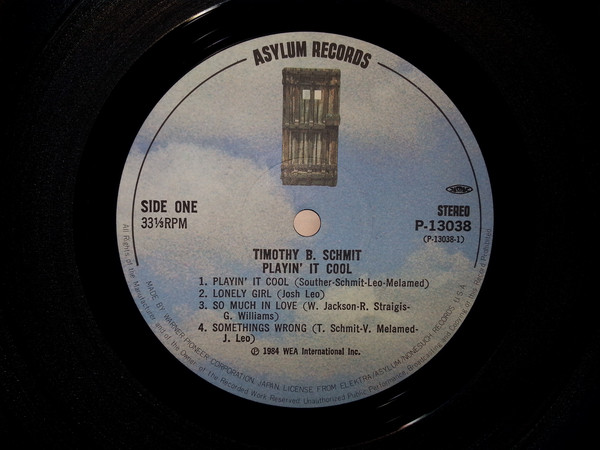 ASYLUM RECORDS
SIDE ONE
33⅓RPM
STEREO
P-13038
(P-13038-1)
TIMOTHY B. SCHMIT
PLAYIN' IT COOL
1. PLAYIN' IT COOL (Souther-Schmit-Leo-Melamed)
2. LONELY GIRL (Josh Leo)
3. SO MUCH IN LOVE (W. Jackson-R. Straigis-
G. Williams)
4. SOMETHINGS WRONG (T. Schmit-V. Melamed-
J. Leo)
℗ 1984 WEA International Inc.
MADE BY WARNER-PIONEER CORPORATION, JAPAN, LICENSE FROM ELEKTRA/ASYLUM/NONESUCH RECORDS, U.S.A.
All Rights of the Manufacturer and of the Owner of the Recorded Work Reserved Unauthorized Public Performance Broadcasting and Copying of the Record Prohibited